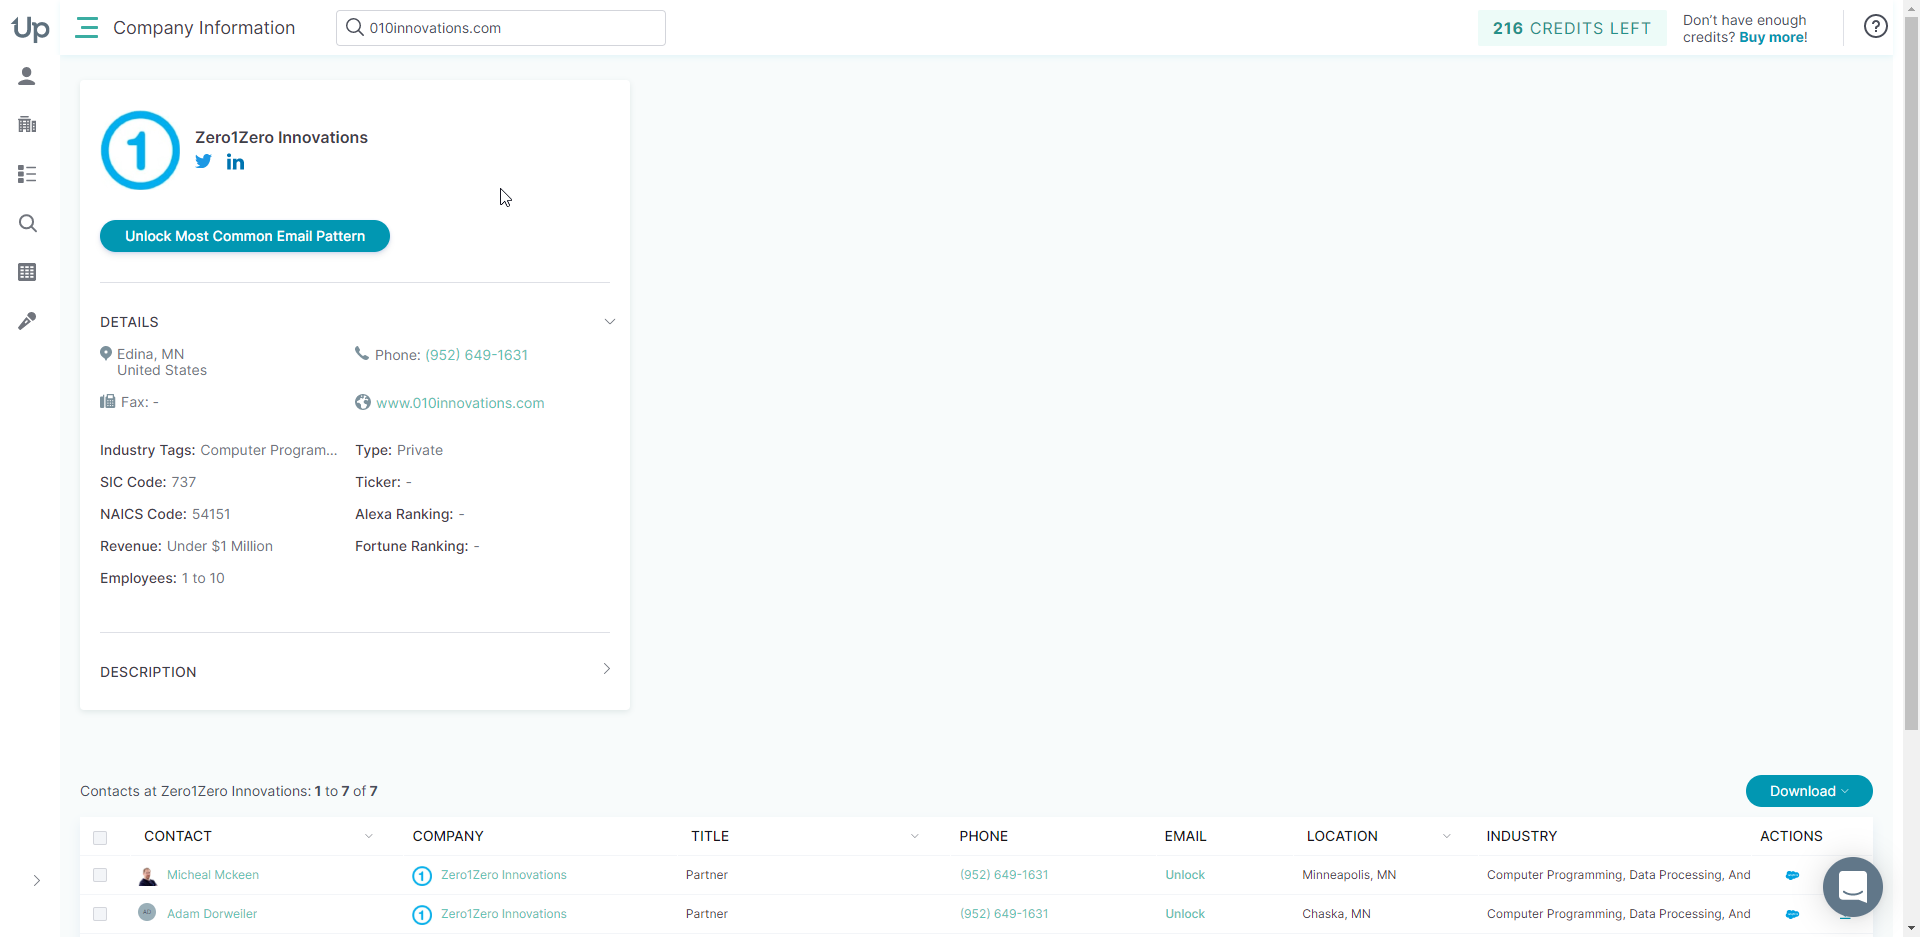 Up
Company Information
010innovations.com
216 CREDITS LEFT
Don't have enough
credits? Buy more!
1
Zero1Zero Innovations
Unlock Most Common Email Pattern
DETAILS
Edina, MN
United States
Phone: (952) 649-1631
Fax: -
www.010innovations.com
Industry Tags: Computer Program...
Type: Private
SIC Code: 737
Ticker: -
NAICS Code: 54151
Alexa Ranking: -
Revenue: Under $1 Million
Fortune Ranking: -
Employees: 1 to 10
DESCRIPTION
Contacts at Zero1Zero Innovations: 1 to 7 of 7
Download
CONTACT COMPANY TITLE PHONE EMAIL LOCATION INDUSTRY ACTIONS
Micheal Mckeen 1 Zero1Zero Innovations Partner (952) 649-1631 Unlock Minneapolis, MN Computer Programming, Data Processing, And
AD Adam Dorweiler 1 Zero1Zero Innovations Partner (952) 649-1631 Unlock Chaska, MN Computer Programming, Data Processing, And